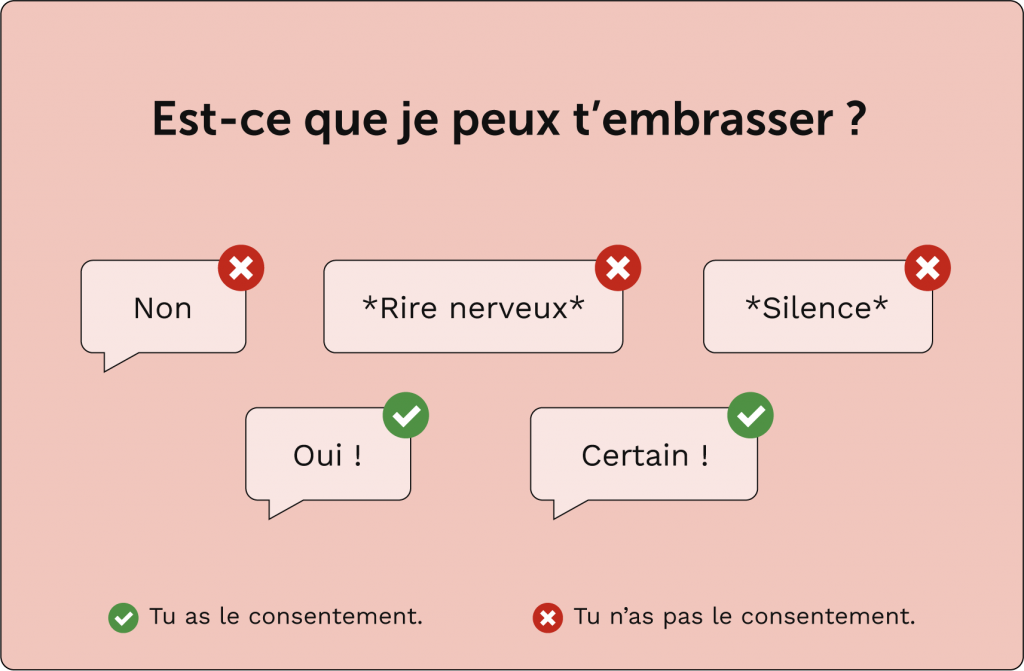 Est-ce que je peux t’embrasser ?
Non
*Rire nerveux*
*Silence*
Oui !
Certain !
Tu as le consentement.
Tu n’as pas le consentement.